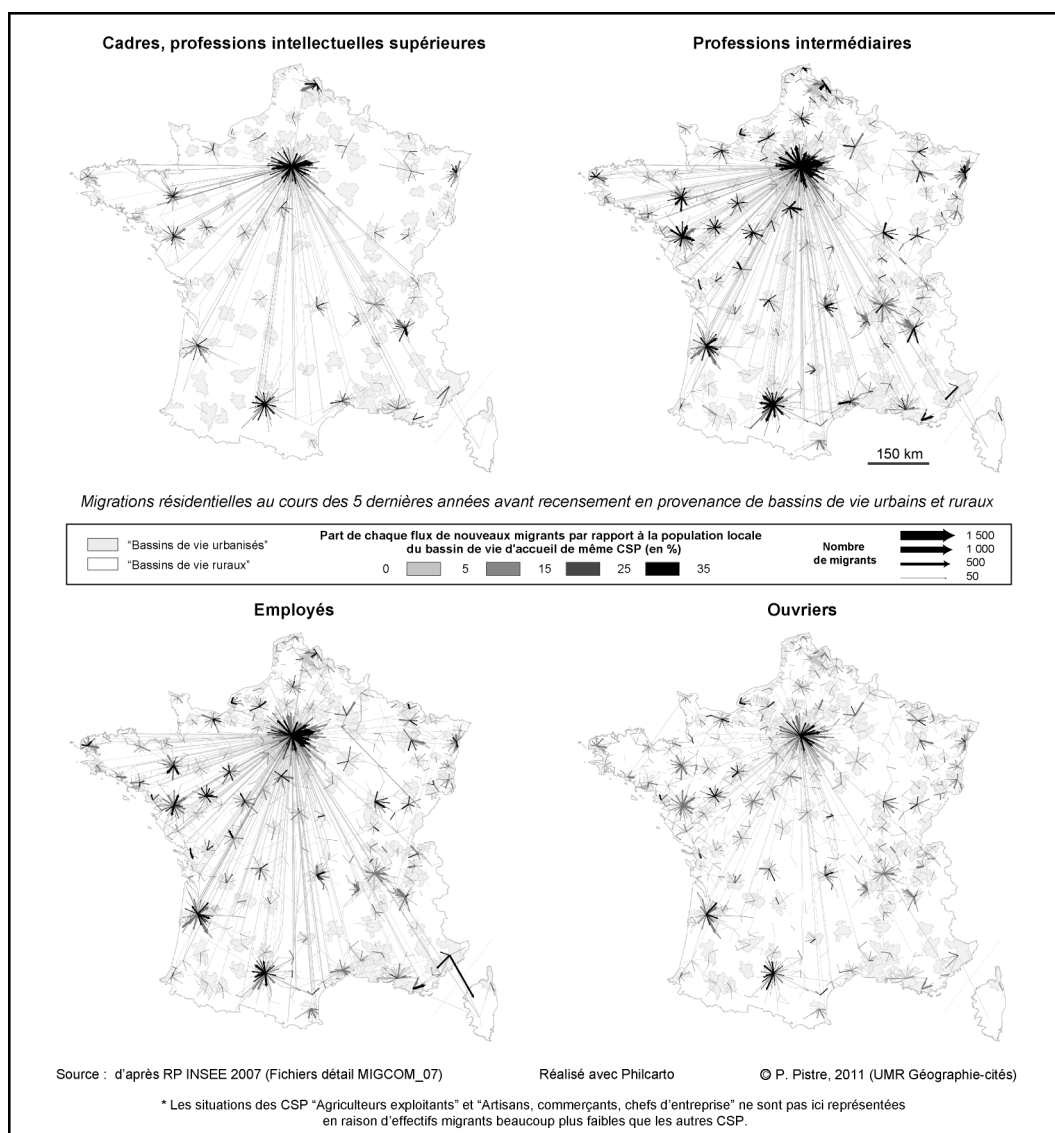 Cadres, professions intellectuelles supérieures
Professions intermédiaires
150 km
Migrations résidentielles au cours des 5 dernières années avant recensement en provenance de bassins de vie urbains et ruraux
"Bassins de vie urbanisés"
"Bassins de vie ruraux"
Part de chaque flux de nouveaux migrants par rapport à la population locale
du bassin de vie d'accueil de même CSP (en %)
0 5 15 25 35
Nombre
de migrants
1 500
1 000
500
50
Employés
Ouvriers
Source : d'après RP INSEE 2007 (Fichiers détail MIGCOM_07)
Réalisé avec Philcarto
© P. Pistre, 2011 (UMR Géographie-cités)
* Les situations des CSP "Agriculteurs exploitants" et "Artisans, commerçants, chefs d'entreprise" ne sont pas ici représentées
en raison d'effectifs migrants beaucoup plus faibles que les autres CSP.